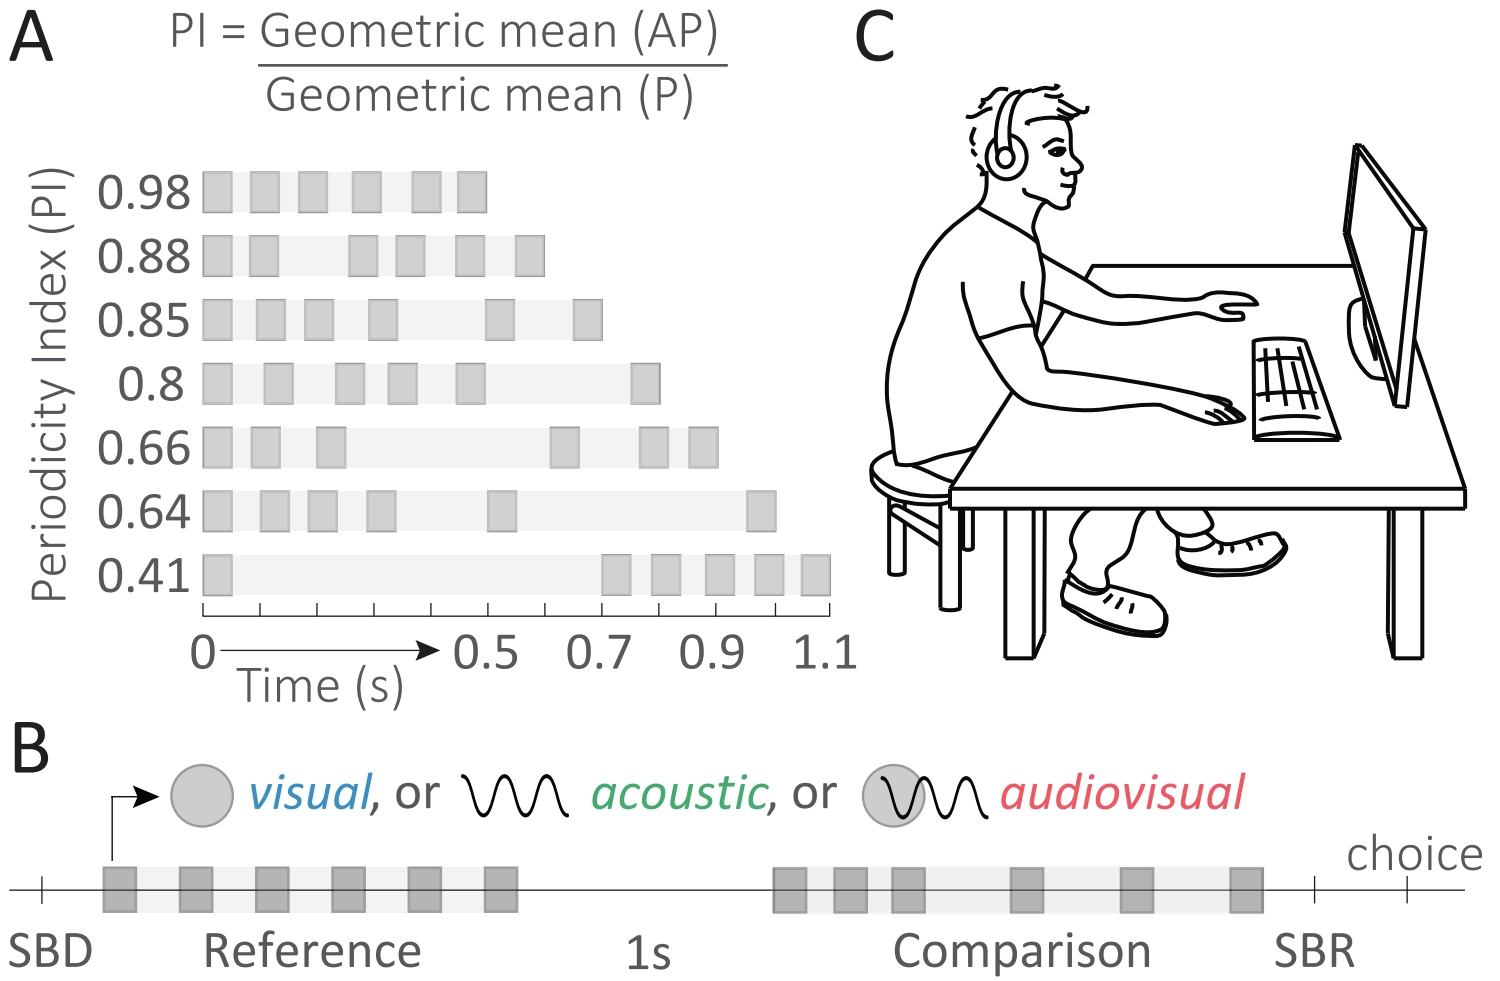 A
PI = Geometric mean (AP)
Geometric mean (P)
Periodicity Index (PI)
0.98
0.88
0.85
0.8
0.66
0.64
0.41
0 0.5 0.7 0.9 1.1
Time (s)
C
B
visual, or acoustic, or audiovisual
choice
SBD Reference 1s Comparison SBR